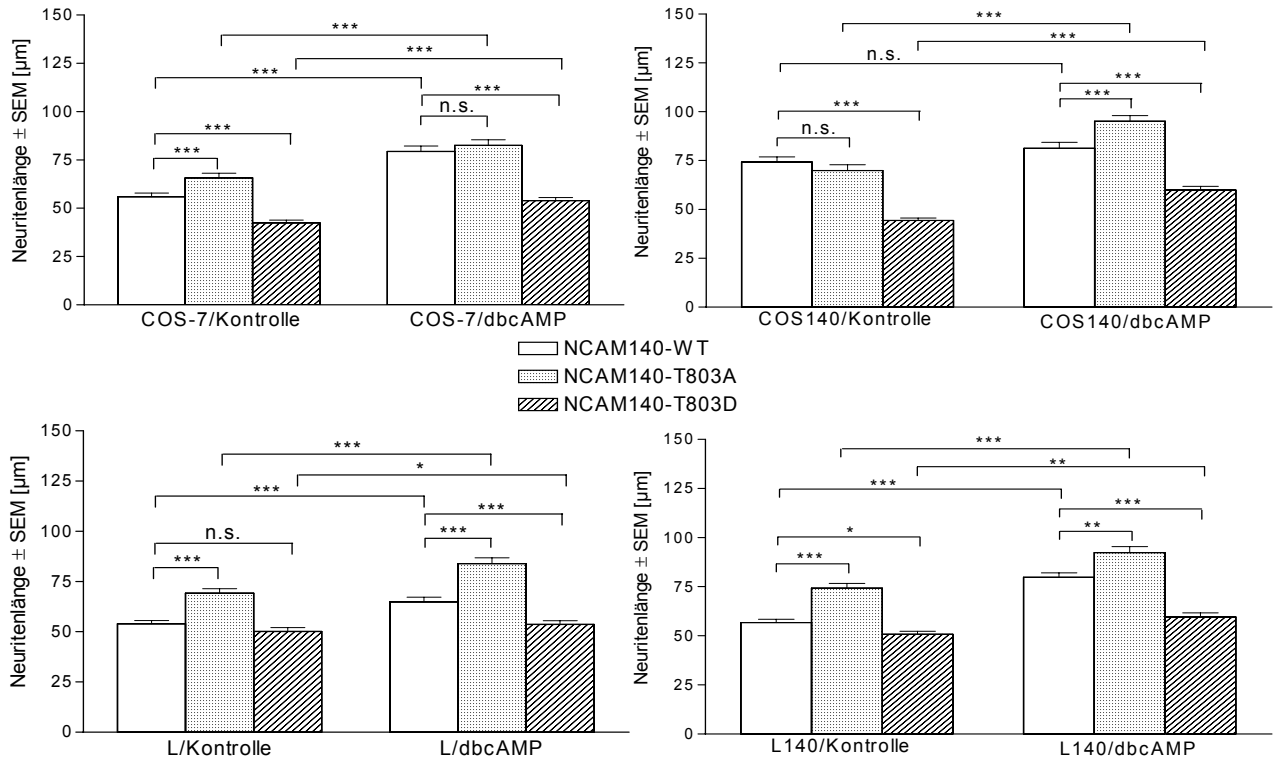 150
125
100
75
50
25
0
Neuritenlänge ± SEM [µm]
***
***
***
***
***
***
n.s.
COS-7/Kontrolle
COS-7/dbcAMP
150
125
100
75
50
25
0
Neuritenlänge ± SEM [µm]
***
***
n.s.
***
***
***
n.s.
COS140/Kontrolle
COS140/dbcAMP
NCAM140-WT
NCAM140-T803A
NCAM140-T803D
150
125
100
75
50
25
0
Neuritenlänge ± SEM [µm]
***
*
***
***
n.s.
***
***
L/Kontrolle
L/dbcAMP
150
125
100
75
50
25
0
Neuritenlänge ± SEM [µm]
***
**
***
***
*
**
***
L140/Kontrolle
L140/dbcAMP